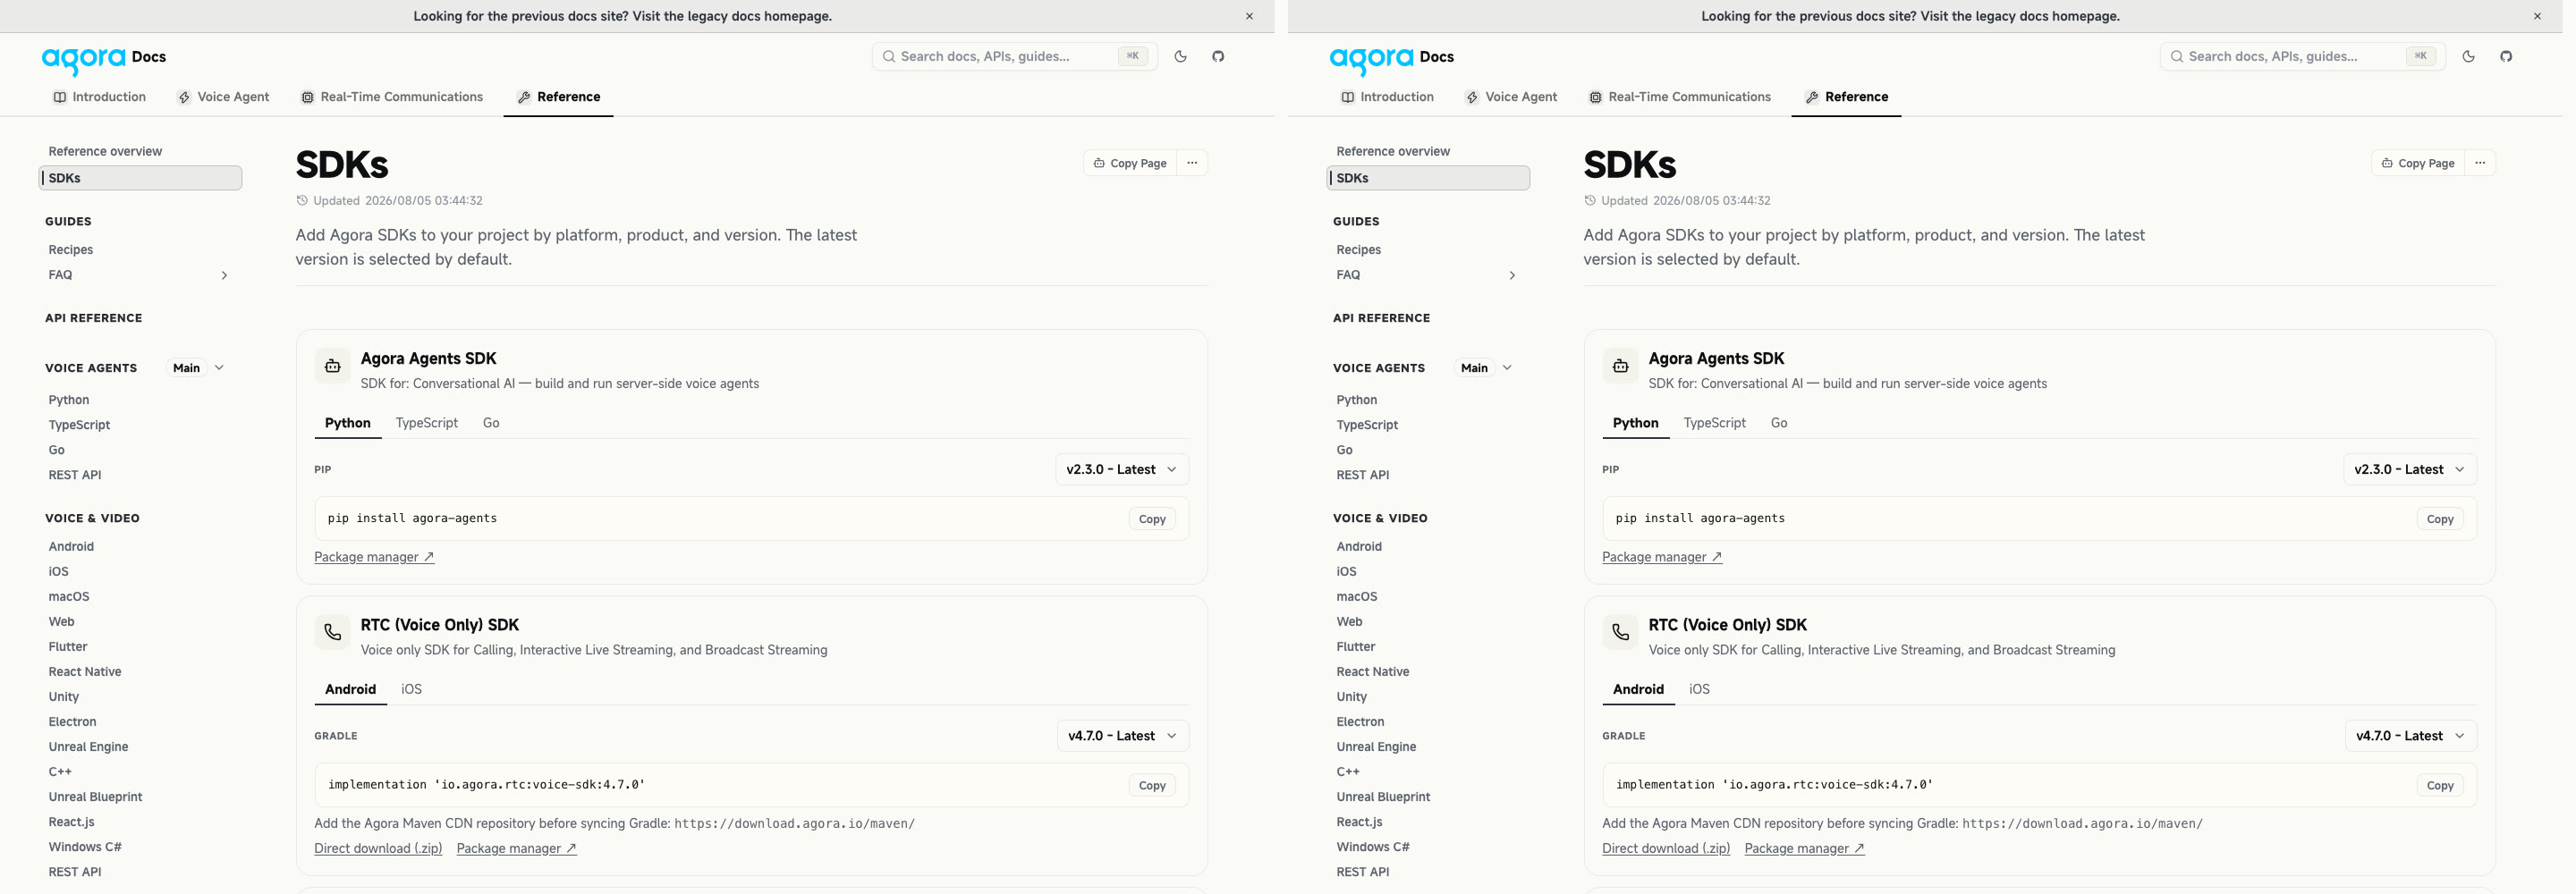 Looking for the previous docs site? Visit the legacy docs homepage.
×
agora Docs
Search docs, APIs, guides...
⌘K
Introduction
Voice Agent
Real-Time Communications
Reference
Reference overview
SDKs
GUIDES
Recipes
FAQ
API REFERENCE
VOICE AGENTS
Main
Python
TypeScript
Go
REST API
VOICE & VIDEO
Android
iOS
macOS
Web
Flutter
React Native
Unity
Electron
Unreal Engine
C++
Unreal Blueprint
React.js
Windows C#
REST API
SDKs
Copy Page
...
Updated 2026/08/05 03:44:32
Add Agora SDKs to your project by platform, product, and version. The latest
version is selected by default.
Agora Agents SDK
SDK for: Conversational AI — build and run server-side voice agents
Python
TypeScript
Go
PIP
v2.3.0 - Latest
pip install agora-agents
Copy
Package manager ↗
RTC (Voice Only) SDK
Voice only SDK for Calling, Interactive Live Streaming, and Broadcast Streaming
Android
iOS
GRADLE
v4.7.0 - Latest
implementation 'io.agora.rtc:voice-sdk:4.7.0'
Copy
Add the Agora Maven CDN repository before syncing Gradle: https://download.agora.io/maven/
Direct download (.zip)
Package manager ↗
Looking for the previous docs site? Visit the legacy docs homepage.
×
agora Docs
Search docs, APIs, guides...
⌘K
Introduction
Voice Agent
Real-Time Communications
Reference
Reference overview
SDKs
GUIDES
Recipes
FAQ
API REFERENCE
VOICE AGENTS
Main
Python
TypeScript
Go
REST API
VOICE & VIDEO
Android
iOS
macOS
Web
Flutter
React Native
Unity
Electron
Unreal Engine
C++
Unreal Blueprint
React.js
Windows C#
REST API
SDKs
Copy Page
...
Updated 2026/08/05 03:44:32
Add Agora SDKs to your project by platform, product, and version. The latest
version is selected by default.
Agora Agents SDK
SDK for: Conversational AI — build and run server-side voice agents
Python
TypeScript
Go
PIP
v2.3.0 - Latest
pip install agora-agents
Copy
Package manager ↗
RTC (Voice Only) SDK
Voice only SDK for Calling, Interactive Live Streaming, and Broadcast Streaming
Android
iOS
GRADLE
v4.7.0 - Latest
implementation 'io.agora.rtc:voice-sdk:4.7.0'
Copy
Add the Agora Maven CDN repository before syncing Gradle: https://download.agora.io/maven/
Direct download (.zip)
Package manager ↗